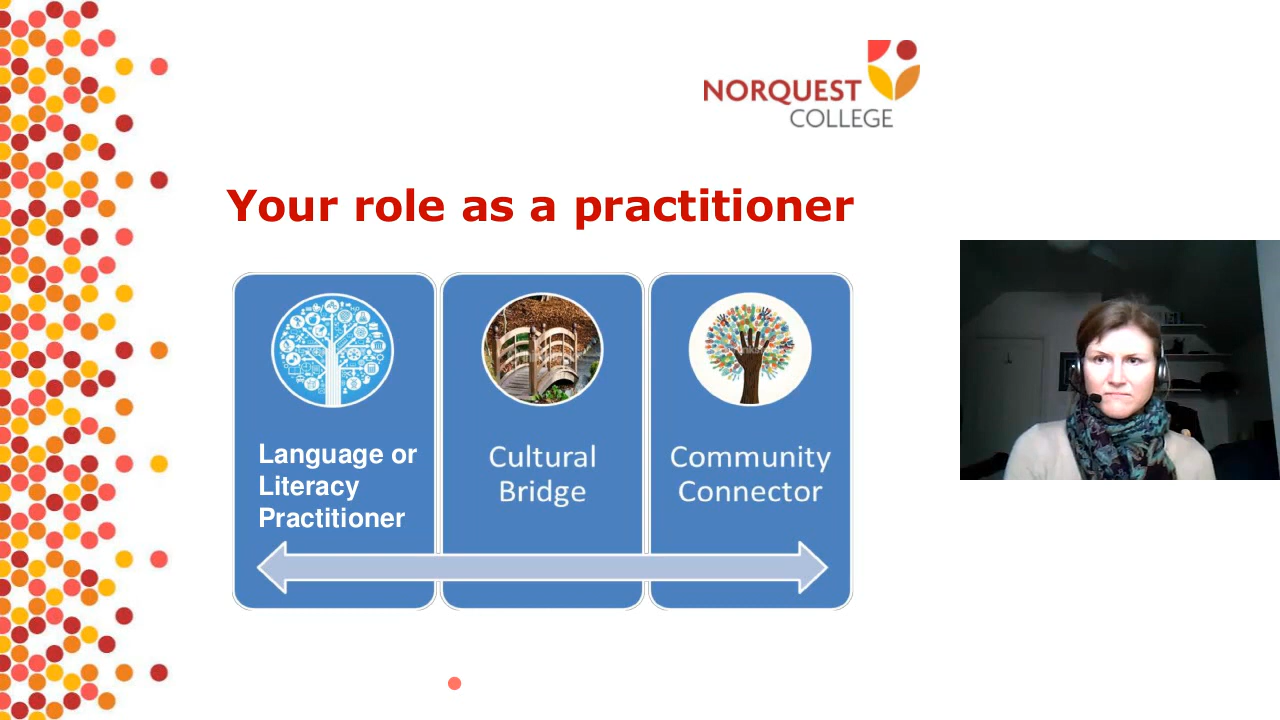 NORQUEST
COLLEGE
Your role as a practitioner
Language or
Literacy
Practitioner
Cultural
Bridge
Community
Connector